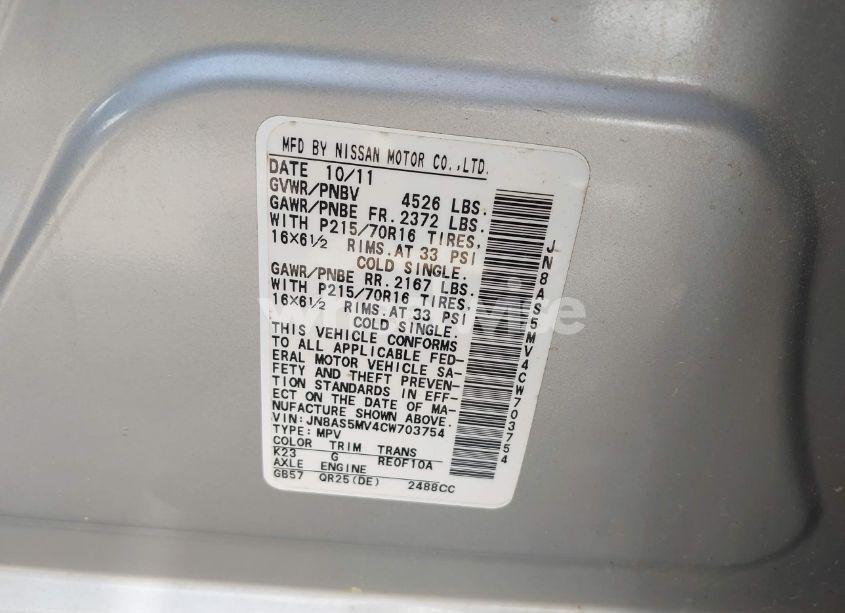 MFD BY NISSAN MOTOR CO.,LTD.
DATE 10/11
GVWR/PNBV 4526 LBS.
GAWR/PNBE FR. 2372 LBS.
WITH P215/70R16 TIRES,
16X6½ RIMS.AT 33 PSI
COLD SINGLE.
GAWR/PNBE RR. 2167 LBS.
WITH P215/70R16 TIRES,
16X6½ RIMS.AT 33 PSI
COLD SINGLE.
THIS VEHICLE CONFORMS
TO ALL APPLICABLE FED-
ERAL MOTOR VEHICLE SA-
FETY AND THEFT PREVEN-
TION STANDARDS IN EFF-
ECT ON THE DATE OF MA-
NUFACTURE SHOWN ABOVE.
VIN: JN8AS5MV4CW703754
TYPE: MPV
COLOR TRIM TRANS
K23 G RE0F10A
AXLE ENGINE
GB57 QR25(DE) 2488CC
JN8AS5MV4CW703754